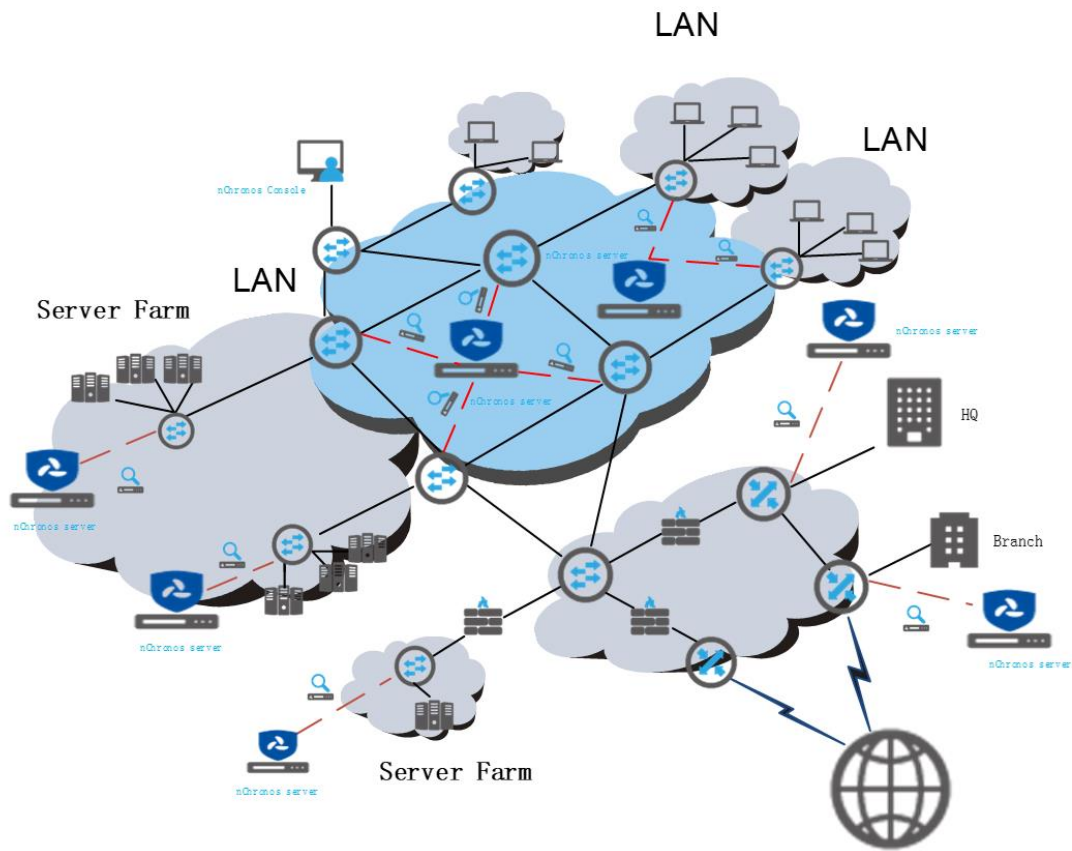 LAN
LAN
nChronos Console
nChronos server
LAN
Server Farm
nChronos server
nChronos server
HQ
nChronos server
Branch
nChronos server
nChronos server
Server Farm
nChronos server